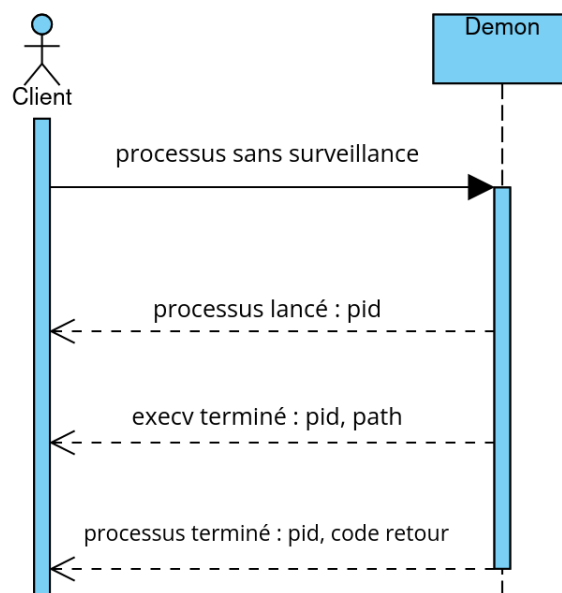 Demon
Client
processus sans surveillance
processus lancé : pid
execv terminé : pid, path
processus terminé : pid, code retour